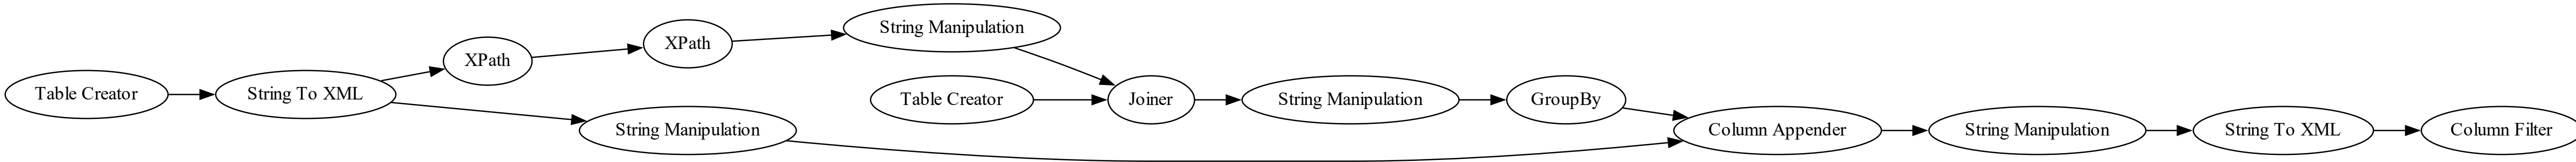 Table Creator
String To XML
XPath
XPath
String Manipulation
Table Creator
Joiner
String Manipulation
GroupBy
String Manipulation
Column Appender
String Manipulation
String To XML
Column Filter